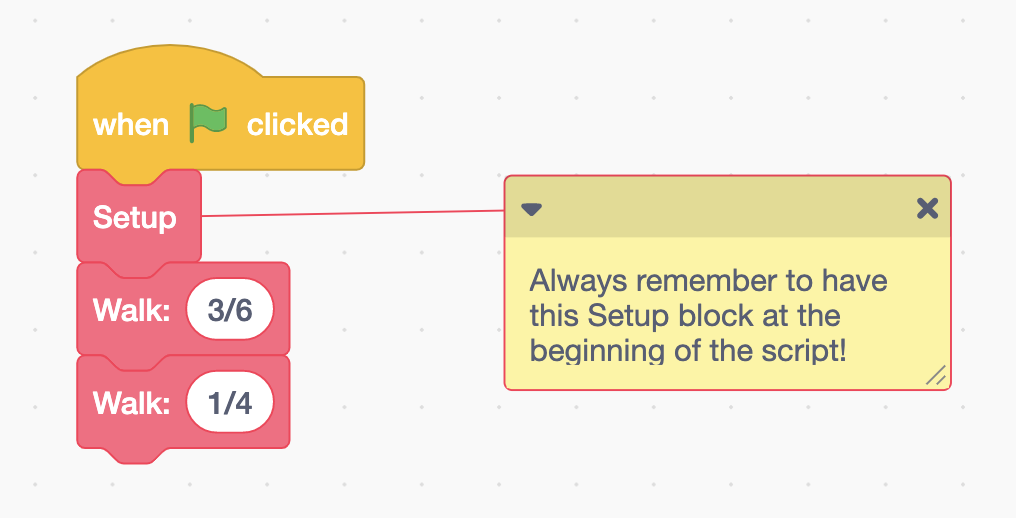 when clicked
Setup
Walk: 3/6
Walk: 1/4
Always remember to have
this Setup block at the
beginning of the script!